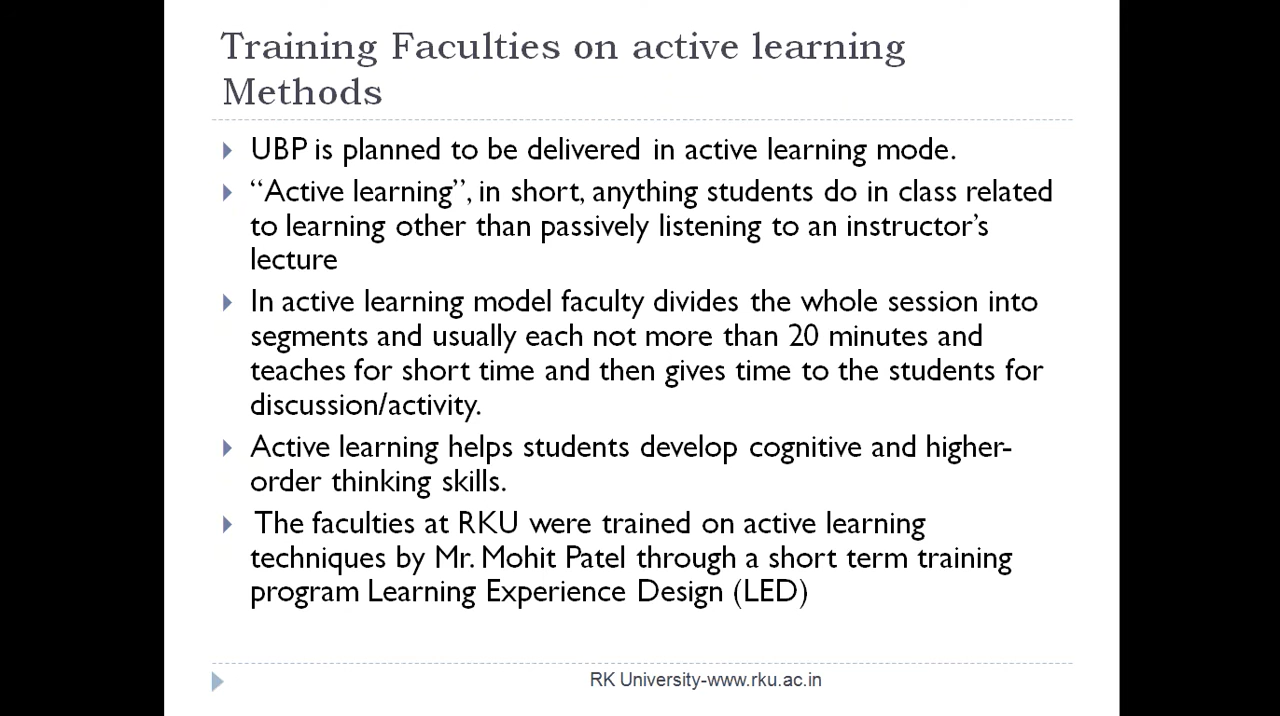 Training Faculties on active learning
Methods
UBP is planned to be delivered in active learning mode.
“Active learning”, in short, anything students do in class related
to learning other than passively listening to an instructor’s
lecture
In active learning model faculty divides the whole session into
segments and usually each not more than 20 minutes and
teaches for short time and then gives time to the students for
discussion/activity.
Active learning helps students develop cognitive and higher-
order thinking skills.
The faculties at RKU were trained on active learning
techniques by Mr. Mohit Patel through a short term training
program Learning Experience Design (LED)
RK University-www.rku.ac.in